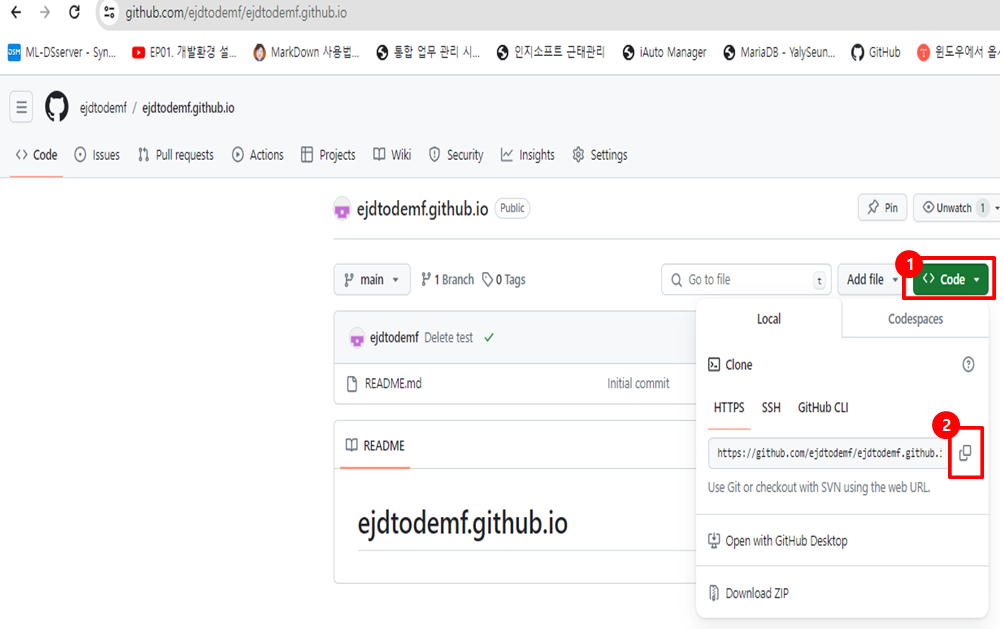 github.com/ejdtodemf/ejdtodemf.github.io
DSM ML-DSserver - Syn... EP01. 개발환경 설... MarkDown 사용법... 통합 업무 관리 시... 인지소프트 근태관리 iAuto Manager MariaDB - YalySeun... GitHub 윈도우에서 옵
ejdtodemf / ejdtodemf.github.io
<> Code Issues Pull requests Actions Projects Wiki Security Insights Settings
ejdtodemf.github.io Public Pin Unwatch 1
1
main 1 Branch 0 Tags Go to file t Add file <> Code
Local Codespaces
ejdtodemf Delete test
Clone
README.md Initial commit
HTTPS SSH GitHub CLI
2
README
https://github.com/ejdtodemf/ejdtodemf.github.i
Use Git or checkout with SVN using the web URL.
ejdtodemf.github.io
Open with GitHub Desktop
Download ZIP